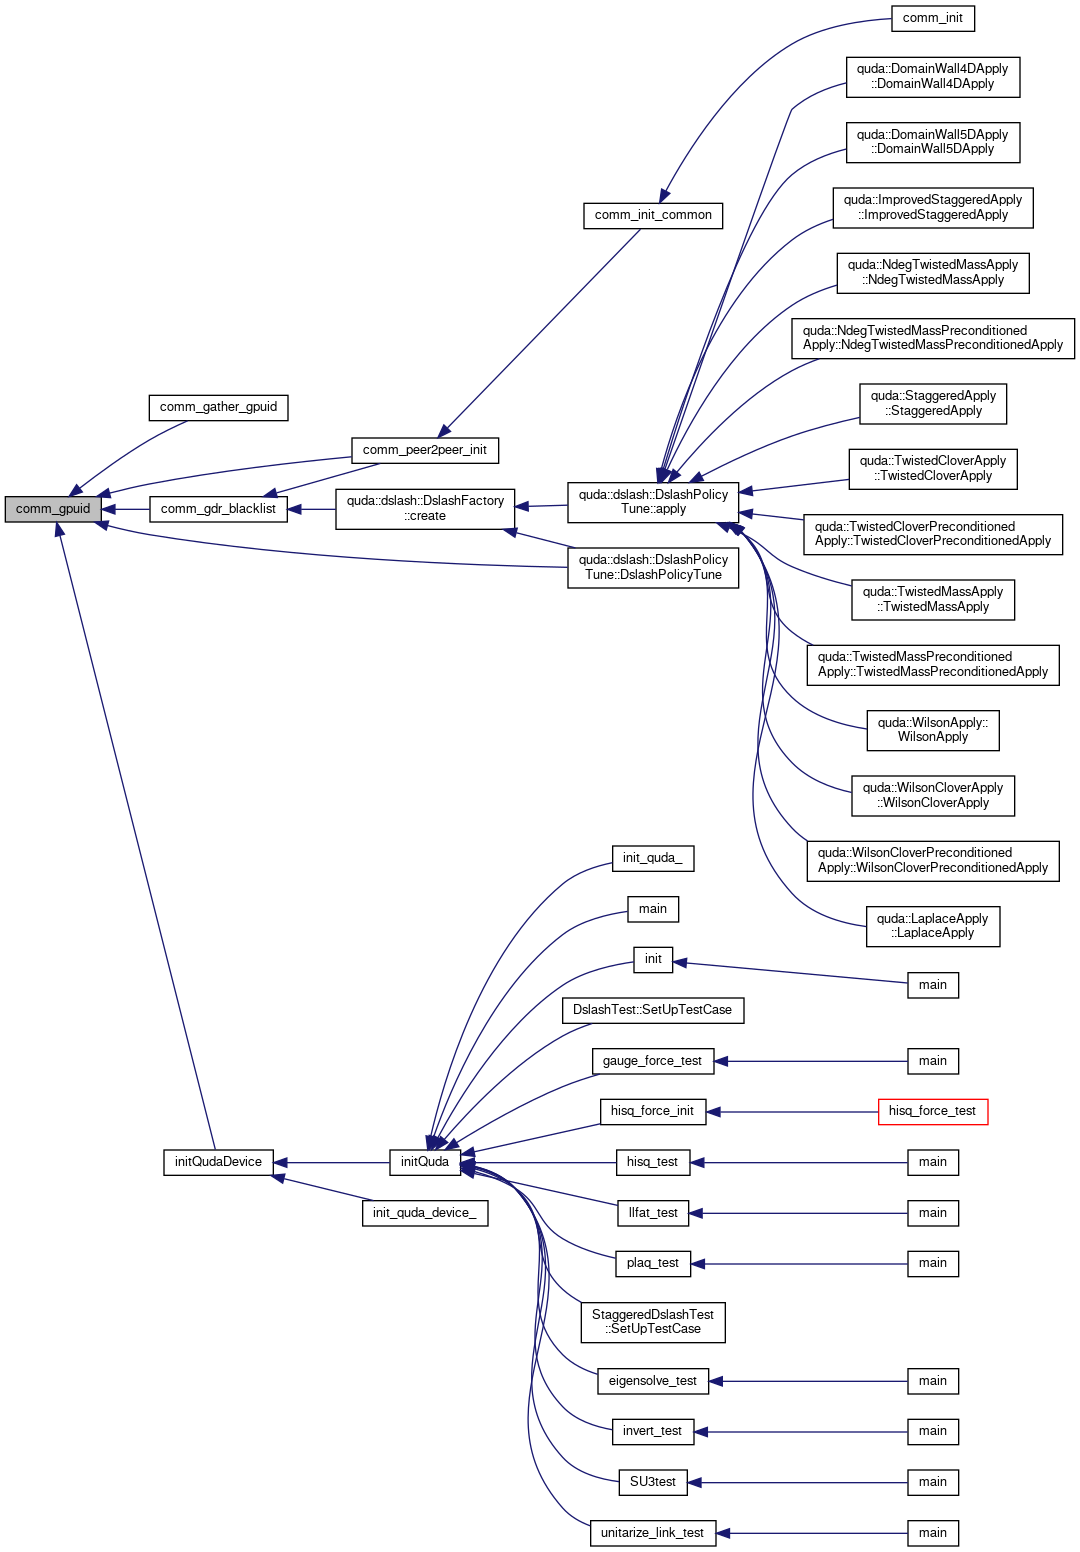 comm_init
quda::DomainWall4DApply
::DomainWall4DApply
quda::DomainWall5DApply
::DomainWall5DApply
quda::ImprovedStaggeredApply
::ImprovedStaggeredApply
comm_init_common
quda::NdegTwistedMassApply
::NdegTwistedMassApply
quda::NdegTwistedMassPreconditioned
Apply::NdegTwistedMassPreconditionedApply
quda::StaggeredApply
::StaggeredApply
comm_gather_gpuid
comm_peer2peer_init
quda::TwistedCloverApply
::TwistedCloverApply
comm_gpuid
comm_gdr_blacklist
quda::dslash::DslashFactory
::create
quda::dslash::DslashPolicy
Tune::apply
quda::TwistedCloverPreconditioned
Apply::TwistedCloverPreconditionedApply
quda::dslash::DslashPolicy
Tune::DslashPolicyTune
quda::TwistedMassApply
::TwistedMassApply
quda::TwistedMassPreconditioned
Apply::TwistedMassPreconditionedApply
quda::WilsonApply::
WilsonApply
quda::WilsonCloverApply
::WilsonCloverApply
quda::WilsonCloverPreconditioned
Apply::WilsonCloverPreconditionedApply
quda::LaplaceApply
::LaplaceApply
init_quda_
main
init
main
DslashTest::SetUpTestCase
gauge_force_test
main
hisq_force_init
hisq_force_test
initQudaDevice
initQuda
hisq_test
main
init_quda_device_
llfat_test
main
plaq_test
main
StaggeredDslashTest
::SetUpTestCase
eigensolve_test
main
invert_test
main
SU3test
main
unitarize_link_test
main